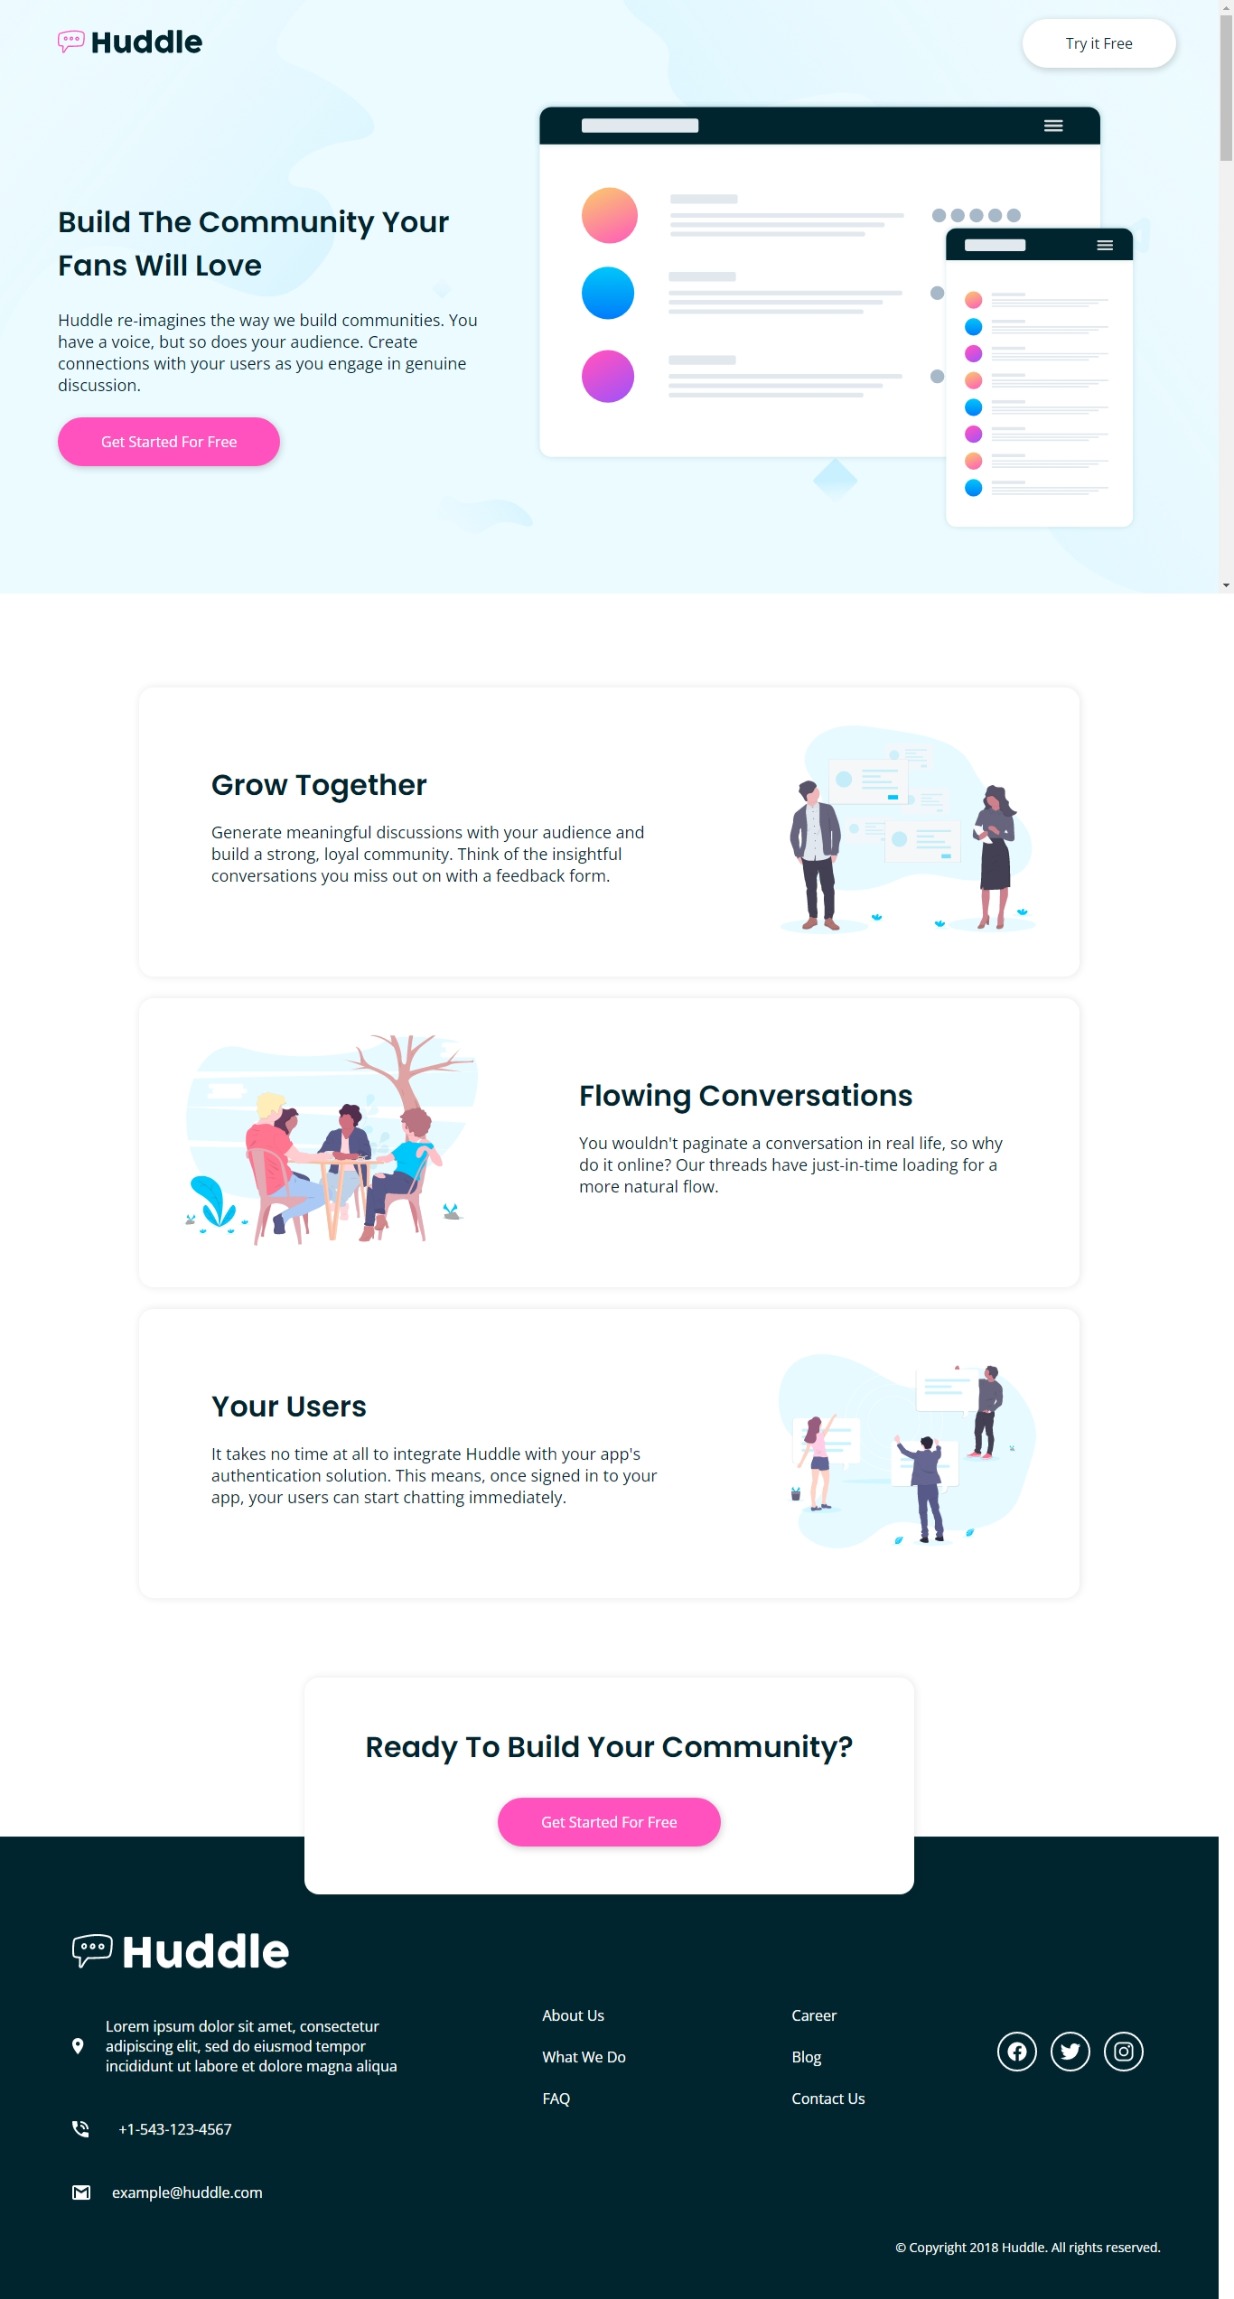 Huddle
Try it Free
Build The Community Your
Fans Will Love
Huddle re-imagines the way we build communities. You
have a voice, but so does your audience. Create
connections with your users as you engage in genuine
discussion.
Get Started For Free
Grow Together
Generate meaningful discussions with your audience and
build a strong, loyal community. Think of the insightful
conversations you miss out on with a feedback form.
Flowing Conversations
You wouldn't paginate a conversation in real life, so why
do it online? Our threads have just-in-time loading for a
more natural flow.
Your Users
It takes no time at all to integrate Huddle with your app's
authentication solution. This means, once signed in to your
app, your users can start chatting immediately.
Ready To Build Your Community?
Get Started For Free
Huddle
Lorem ipsum dolor sit amet, consectetur
adipiscing elit, sed do eiusmod tempor
incididunt ut labore et dolore magna aliqua
+1-543-123-4567
example@huddle.com
About Us
What We Do
FAQ
Career
Blog
Contact Us
© Copyright 2018 Huddle. All rights reserved.